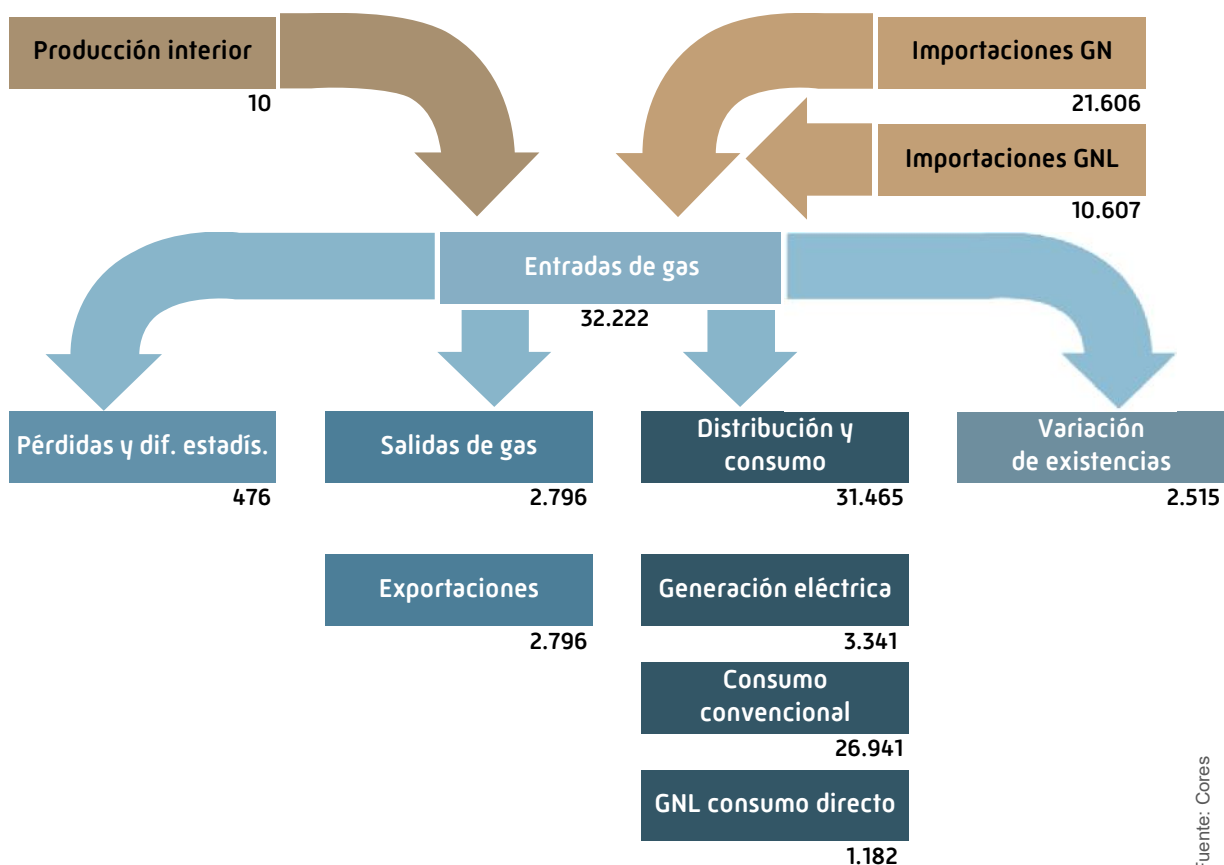 Producción interior
10
Importaciones GN
21.606
Importaciones GNL
10.607
Entradas de gas
32.222
Pérdidas y dif. estadís.
476
Salidas de gas
2.796
Distribución y
consumo
31.465
Variación
de existencias
2.515
Exportaciones
2.796
Generación eléctrica
3.341
Consumo
convencional
26.941
GNL consumo directo
1.182
Fuente: Cores